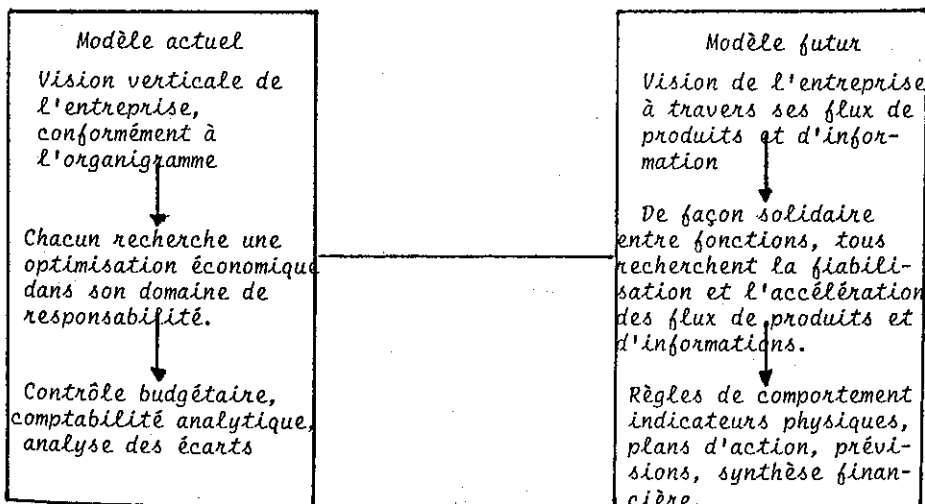 Modèle actuel
Vision verticale de
l'entreprise,
conformément à
l'organigramme
Chacun recherche une
optimisation économique
dans son domaine de
responsabilité.
Contrôle budgétaire,
comptabilité analytique,
analyse des écarts
Modèle futur
Vision de l'entreprise
à travers ses flux de
produits et d'infor-
mation
De façon solidaire
entre fonctions, tous
recherchent la fiabili-
sation et l'accélération
des flux de produits et
d'informations.
Règles de comportement
indicateurs physiques,
plans d'action, prévi-
sions, synthèse finan-
cière.